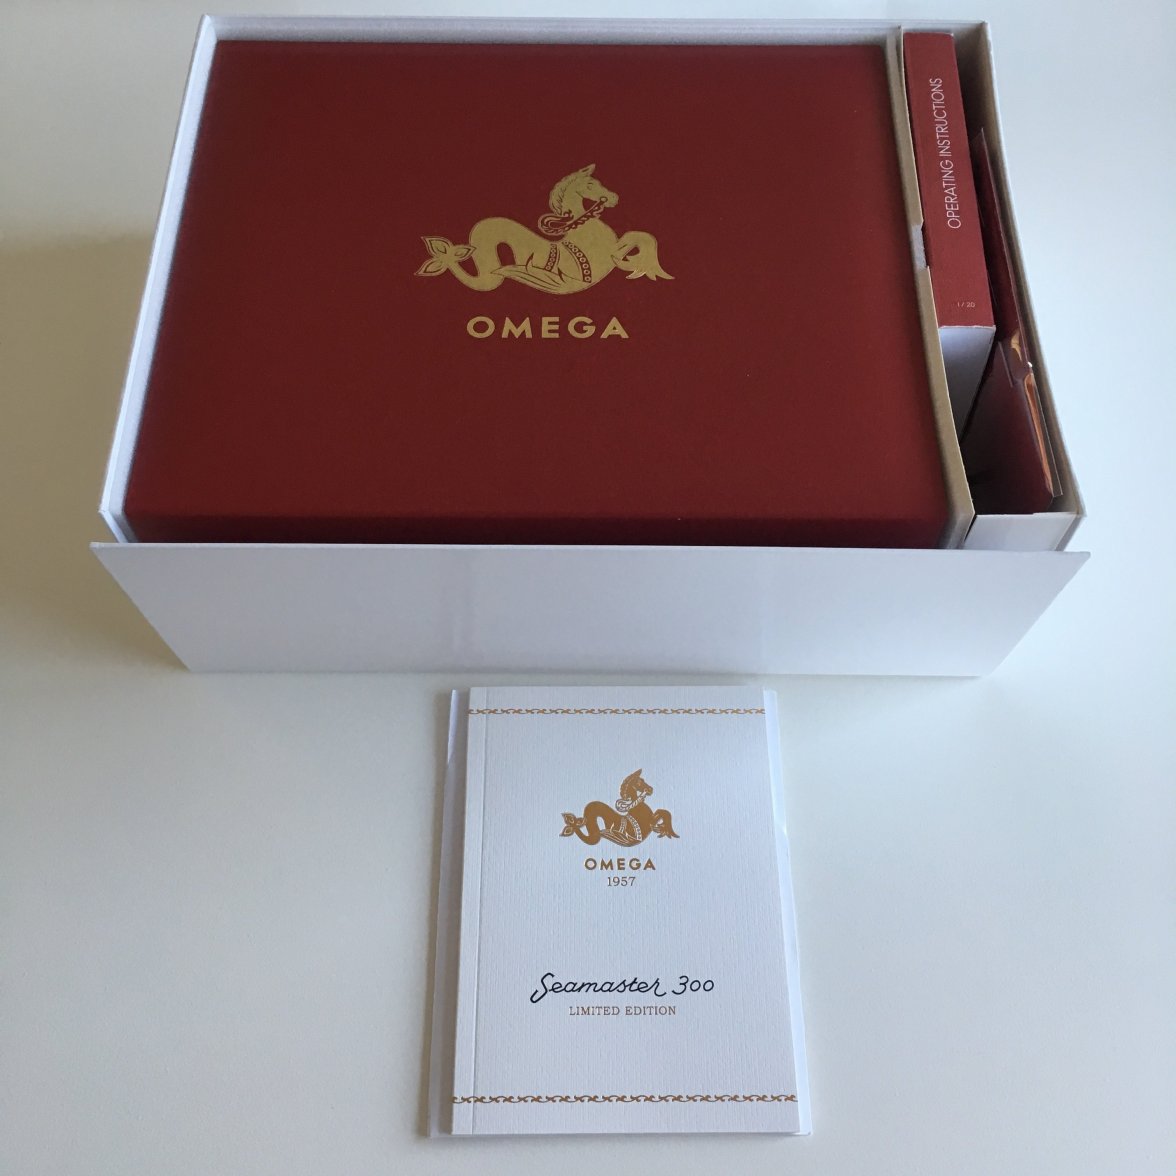 OMEGA
OPERATING INSTRUCTIONS
1/20
OMEGA
1957
Seamaster 300
LIMITED EDITION